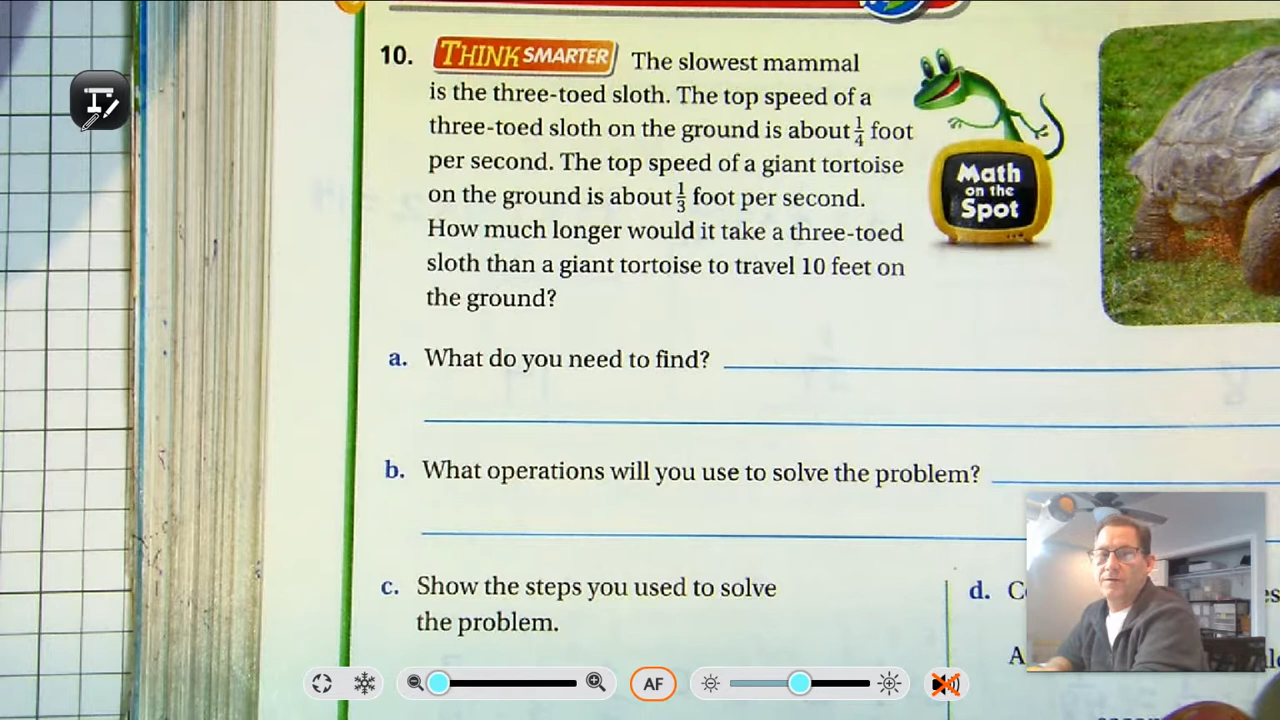 10. THINK SMARTER The slowest mammal
is the three-toed sloth. The top speed of a
three-toed sloth on the ground is about 1/4 foot
per second. The top speed of a giant tortoise
on the ground is about 1/3 foot per second.
How much longer would it take a three-toed
sloth than a giant tortoise to travel 10 feet on
the ground?
Math
on the
Spot
a. What do you need to find?
b. What operations will you use to solve the problem?
c. Show the steps you used to solve
the problem.
d.
AF